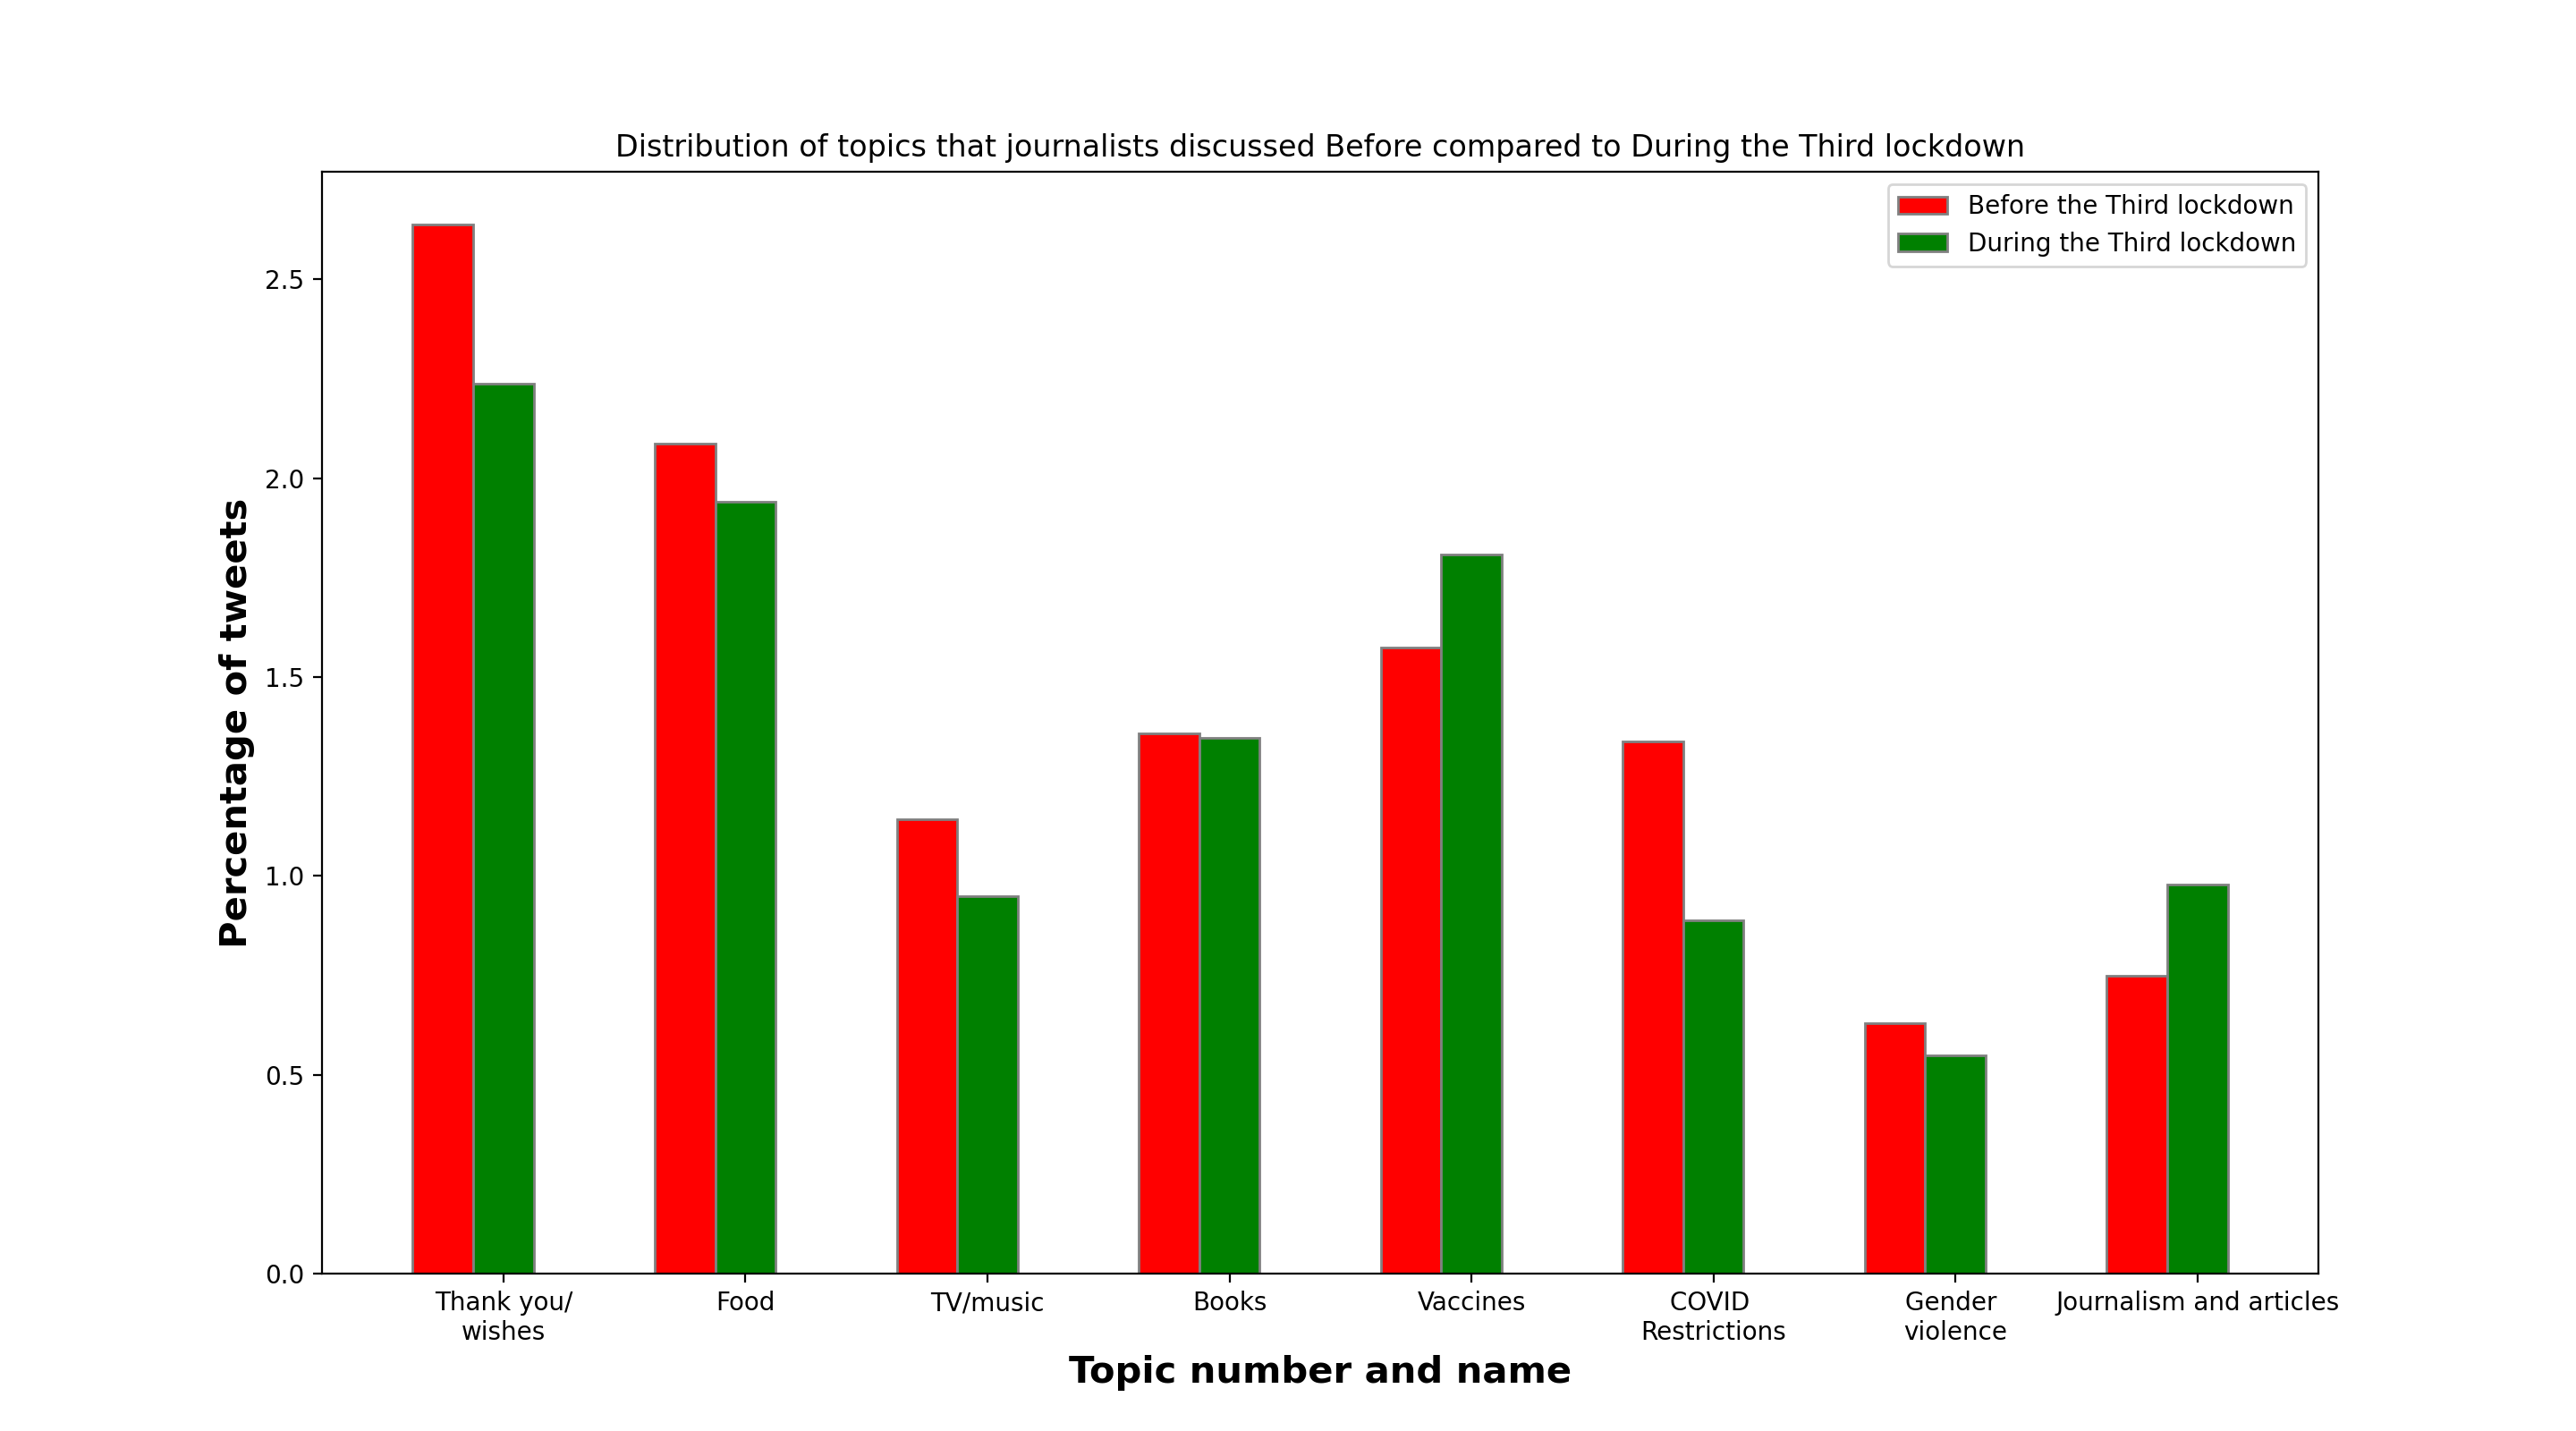 Distribution of topics that journalists discussed Before compared to During the Third lockdown
Before the Third lockdown
During the Third lockdown
Percentage of tweets
2.5
2.0
1.5
1.0
0.5
0.0
Thank you/
wishes
Food
TV/music
Books
Vaccines
COVID
Restrictions
Gender
violence
Journalism and articles
Topic number and name